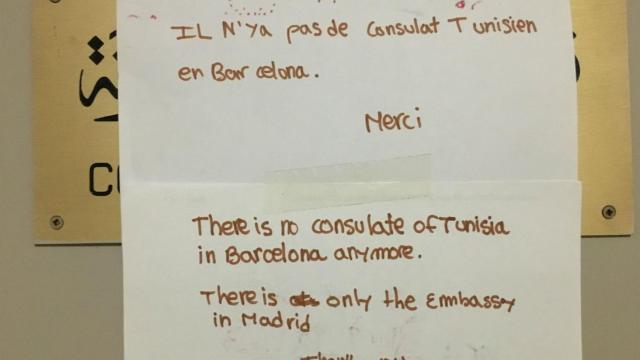 IL N'Ya pas de Consulat Tunisien
en Barcelona.
Merci
There is no consulate of Tunisia
in Barcelona anymore.
There is only the Embassy
in Madrid